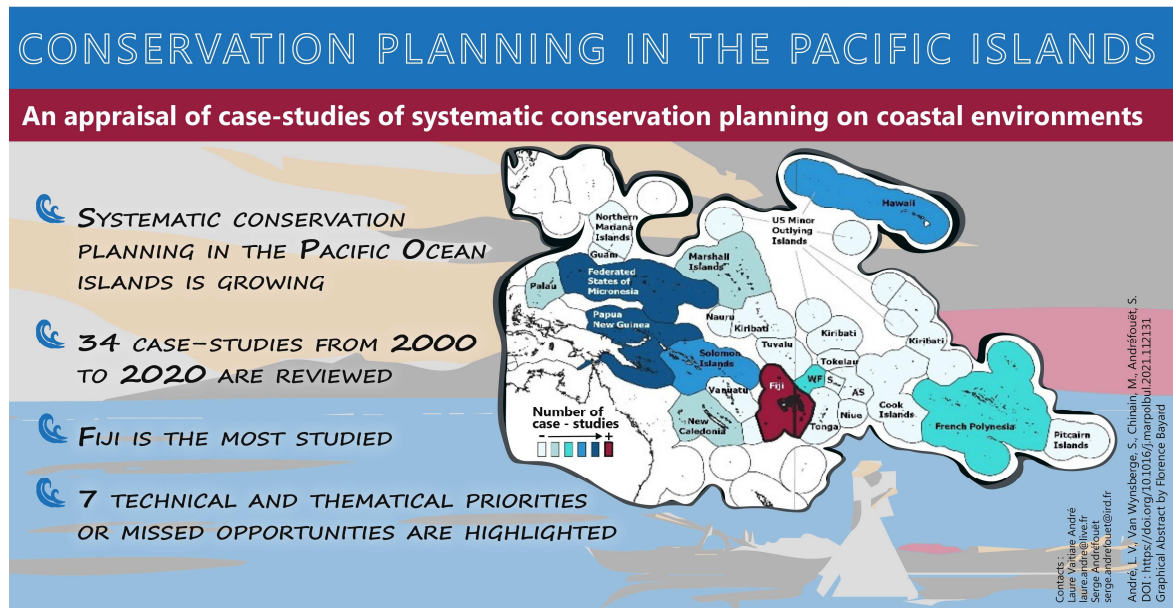 CONSERVATION PLANNING IN THE PACIFIC ISLANDS
An appraisal of case-studies of systematic conservation planning on coastal environments
SYSTEMATIC CONSERVATION
PLANNING IN THE PACIFIC OCEAN
ISLANDS IS GROWING
34 CASE-STUDIES FROM 2000
TO 2020 ARE REVIEWED
FIJI IS THE MOST STUDIED
7 TECHNICAL AND THEMATICAL PRIORITIES
OR MISSED OPPORTUNITIES ARE HIGHLIGHTED
Northern
Mariana
Islands
Guam
Palau
Federated
States of
Micronesia
Marshall
Islands
US Minor
Outlying
Islands
Hawaii
Papua
New Guinea
Nauru
Kiribati
Kiribati
Kiribati
Tuvalu
Tokelau
Solomon
Islands
Vanuatu
Fiji
WF
S
AS
Niue
Tonga
Cook
Islands
New
Caledonia
French Polynesia
Pitcairn
Islands
Number of
case - studies
- +
Contacts :
Laure Vaitiare André
laure.andre@live.fr
Serge Andréfouët
serge.andrefouet@ird.fr
André, L.V., Van Wynsberge, S., Chinain, M., Andréfouët, S.
DOI : https//doi.org/10.1016/j.marpolbul.2021.112131
Graphical Abstract by Florence Bayard